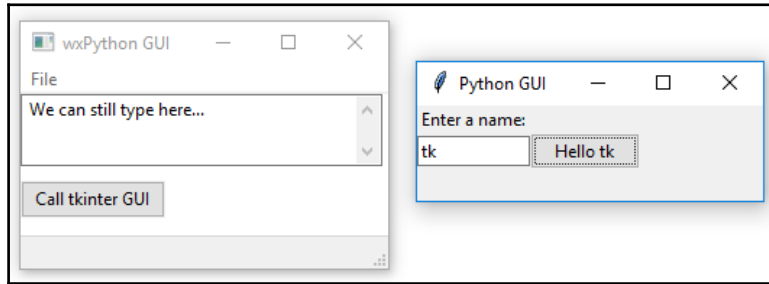 wxPython GUI
File
We can still type here...
Call tkinter GUI
Python GUI
Enter a name:
tk
Hello tk